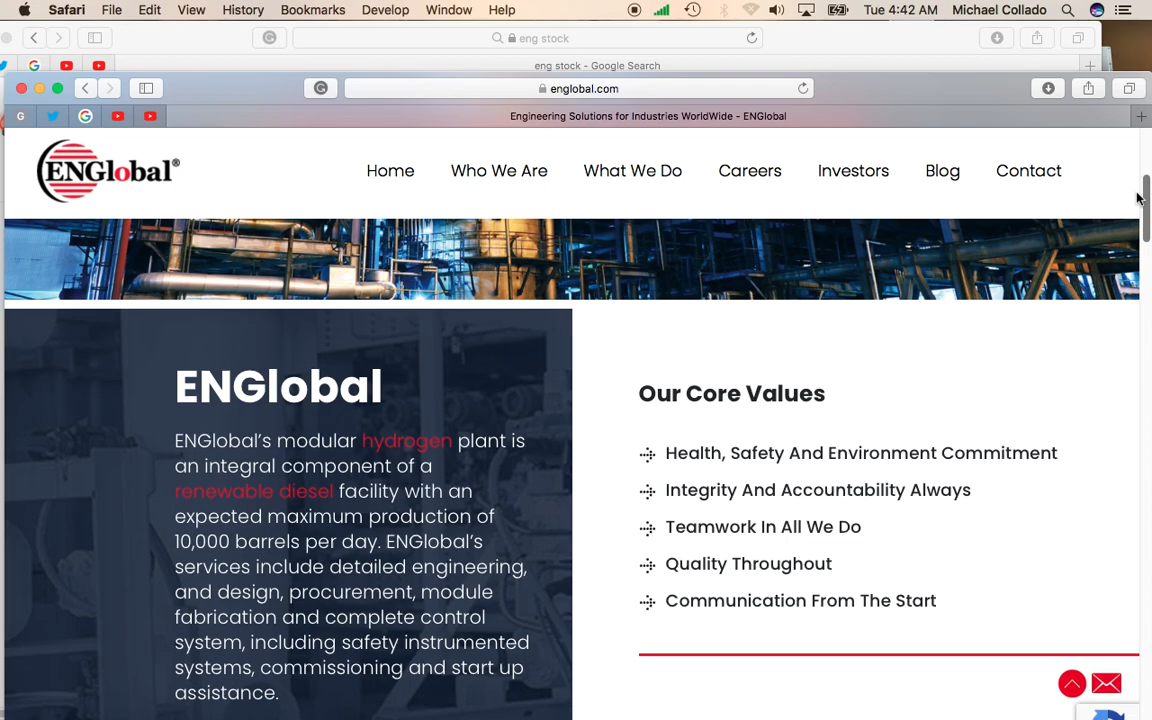 Safari File Edit View History Bookmarks Develop Window Help Tue 4:42 AM Michael Collado
eng stock
eng stock - Google Search
englobal.com
Engineering Solutions for Industries WorldWide - ENGlobal
ENGlobal® Home Who We Are What We Do Careers Investors Blog Contact
ENGlobal
ENGlobal's modular hydrogen plant is
an integral component of a
renewable diesel facility with an
expected maximum production of
10,000 barrels per day. ENGlobal's
services include detailed engineering,
and design, procurement, module
fabrication and complete control
system, including safety instrumented
systems, commissioning and start up
assistance.
Our Core Values
Health, Safety And Environment Commitment
Integrity And Accountability Always
Teamwork In All We Do
Quality Throughout
Communication From The Start